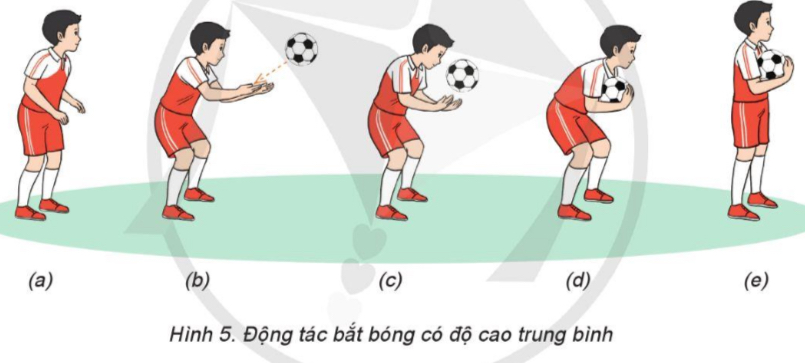 (a) (b) (c) (d) (e)
Hình 5. Động tác bắt bóng có độ cao trung bình